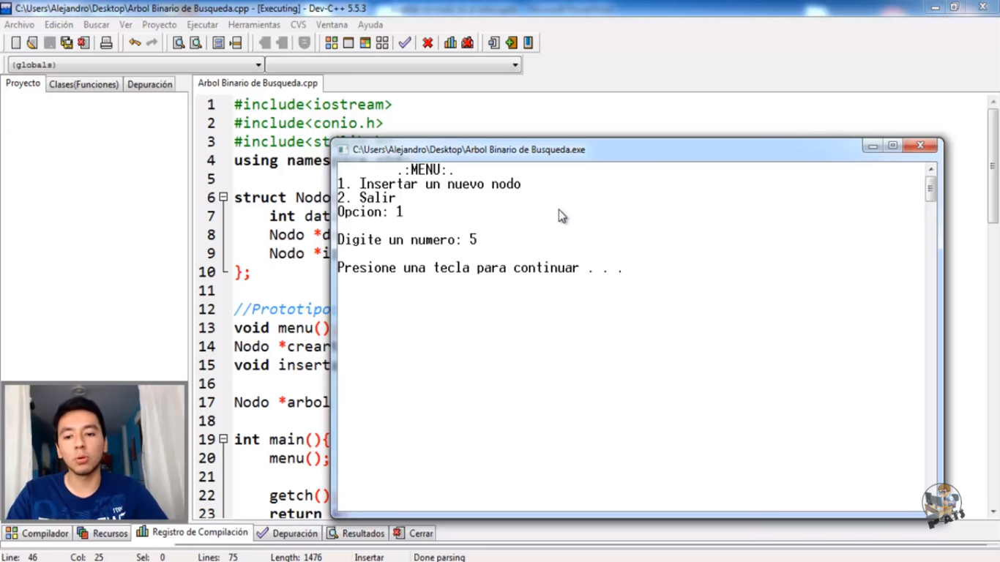 C:\Users\Alejandro\Desktop\Arbol Binario de Busqueda.cpp - [Executing] - Dev-C++ 5.5.3
Archivo Edición Buscar Ver Proyecto Ejecutar Herramientas CVS Ventana Ayuda
(globals)
Proyecto Clases(Funciones) Depuración
Arbol Binario de Busqueda.cpp
1 #include<iostream>
2 #include<conio.h>
3 #include<st
4 using names
5
6 struct Nodo
7 int dat
8 Nodo *d
9 Nodo *i
10 };
11
12 //Prototipo
13 void menu()
14 Nodo *crear
15 void insert
16
17 Nodo *arbol
18
19 int main(){
20 menu();
21
22 getch()
23 return
C:\Users\Alejandro\Desktop\Arbol Binario de Busqueda.exe
.:MENU:.
1. Insertar un nuevo nodo
2. Salir
Opcion: 1
Digite un numero: 5
Presione una tecla para continuar . . .
PATS
Compilador Recursos Registro de Compilación Depuración Resultados Cerrar
Line: 46 Col: 25 Sel: 0 Lines: 75 Length: 1476 Insertar Done parsing